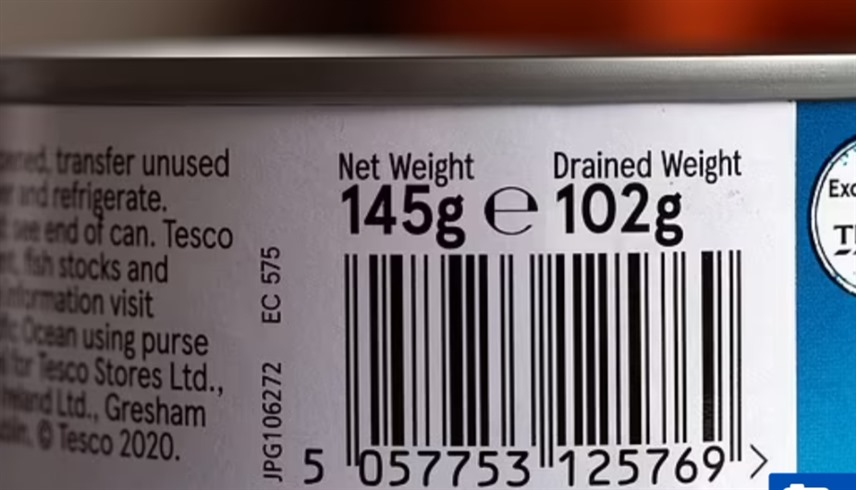 transfer unused
and refrigerate.
see end of can. Tesco
fish stocks and
information visit
Ocean using purse
for Tesco Stores Ltd.,
Ltd., Gresham
© Tesco 2020.
JPG106272 EC 575
Net Weight Drained Weight
145g ℮ 102g
5 057753 125769 >